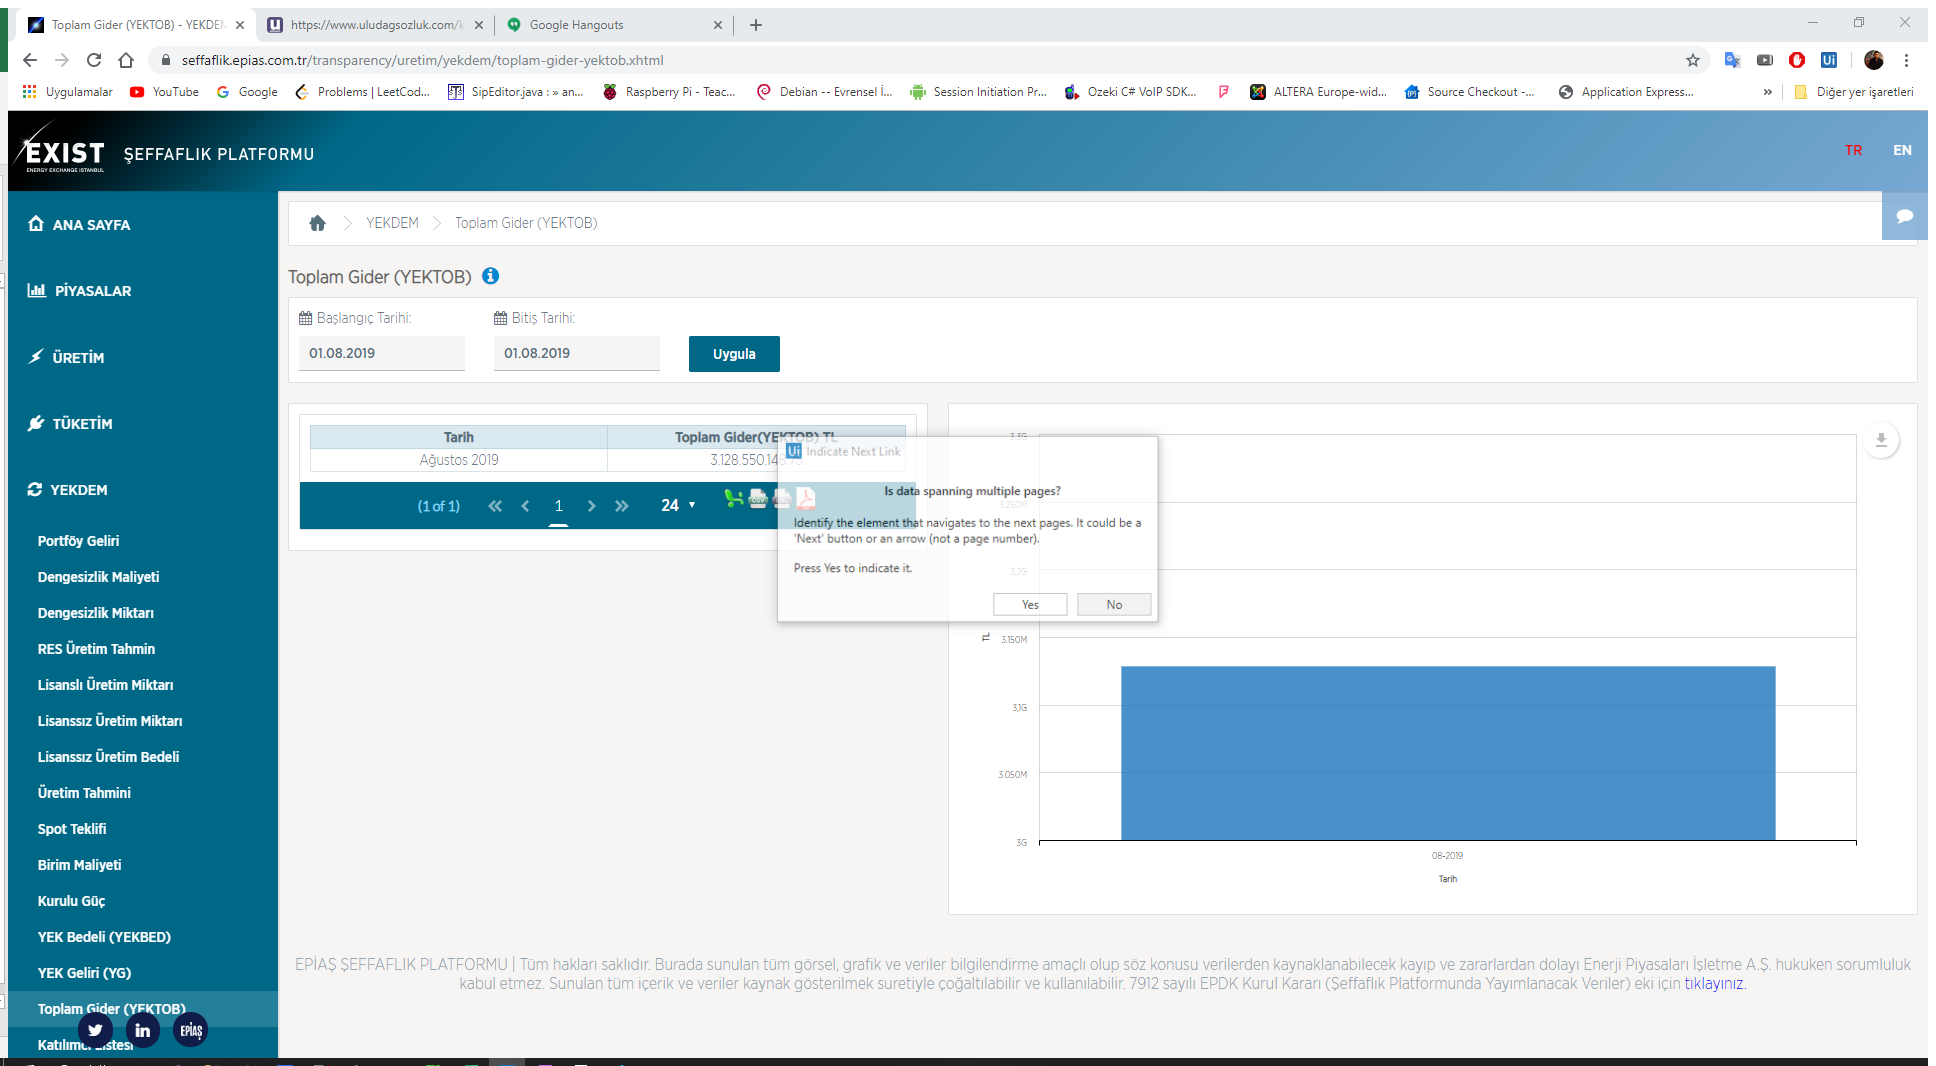 Toplam Gider (YEKTOB) - YEKDE
https://www.uludagsozluk.com/k
Google Hangouts
seffaflik.epias.com.tr/transparency/uretim/yekdem/toplam-gider-yektob.xhtml
Uygulamalar
YouTube
Google
Problems | LeetCod...
SipEditor.java : » an...
Raspberry Pi - Teac...
Debian -- Evrensel İ...
Session Initiation Pr...
Ozeki C# VoIP SDK...
ALTERA Europe-wid...
Source Checkout -...
Application Express...
»
Diğer yer işaretleri
EXIST
ENERGY EXCHANGE ISTANBUL
ŞEFFAFLIK PLATFORMU
TR
EN
ANA SAYFA
PİYASALAR
ÜRETİM
TÜKETİM
YEKDEM
Portföy Geliri
Dengesizlik Maliyeti
Dengesizlik Miktarı
RES Üretim Tahmin
Lisanslı Üretim Miktarı
Lisanssız Üretim Miktarı
Lisanssız Üretim Bedeli
Üretim Tahmini
Spot Teklifi
Birim Maliyeti
Kurulu Güç
YEK Bedeli (YEKBED)
YEK Geliri (YG)
Toplam Gider (YEKTOB)
Katılımcı Listesi
EPİAŞ
YEKDEM
Toplam Gider (YEKTOB)
Toplam Gider (YEKTOB)
Başlangıç Tarihi:
Bitiş Tarihi:
01.08.2019
01.08.2019
Uygula
Tarih
Toplam Gider(YEKTOB) TL
Ağustos 2019
3.128.550.148,75
(1 of 1)
1
24
Indicate Next Link
Is data spanning multiple pages?
Identify the element that navigates to the next pages. It could be a
'Next' button or an arrow (not a page number).
Press Yes to indicate it.
Yes
No
3,3G
3.250M
3,2G
3.150M
3,1G
3.050M
3G
TL
08-2019
Tarih
EPİAŞ ŞEFFAFLIK PLATFORMU | Tüm hakları saklıdır. Burada sunulan tüm görsel, grafik ve veriler bilgilendirme amaçlı olup söz konusu verilerden kaynaklanabilecek kayıp ve zararlardan dolayı Enerji Piyasaları İşletme A.Ş. hukuken sorumluluk
kabul etmez. Sunulan tüm içerik ve veriler kaynak gösterilmek suretiyle çoğaltılabilir ve kullanılabilir. 7912 sayılı EPDK Kurul Kararı (Şeffaflık Platformunda Yayımlanacak Veriler) eki için tıklayınız.